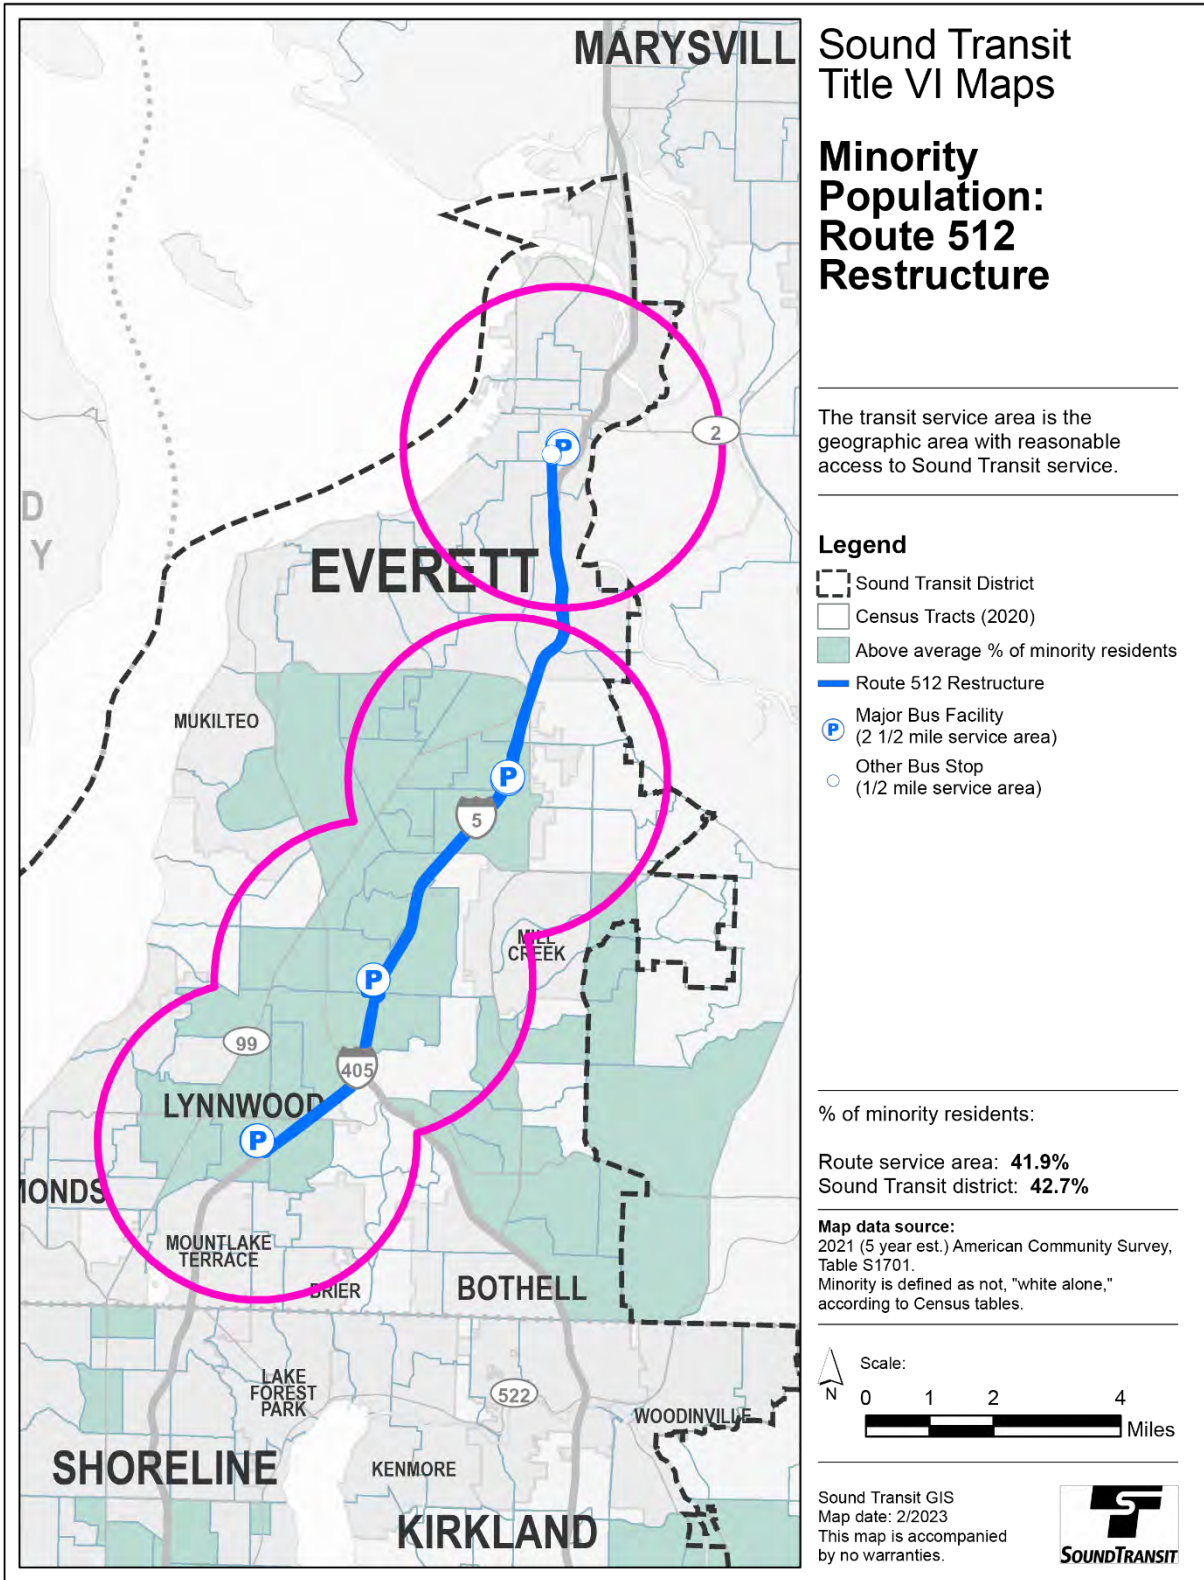 MARYSVILL
D
Y
2
EVERETT
MUKILTEO
P
P
5
MILL
CREEK
P
99
405
LYNNWOOD
P
MONDS
MOUNTLAKE
TERRACE
BRIER
BOTHELL
LAKE
FOREST
PARK
522
WOODINVILLE
SHORELINE
KENMORE
KIRKLAND
Sound Transit
Title VI Maps
Minority
Population:
Route 512
Restructure
The transit service area is the
geographic area with reasonable
access to Sound Transit service.
Legend
Sound Transit District
Census Tracts (2020)
Above average % of minority residents
Route 512 Restructure
P
Major Bus Facility
(2 1/2 mile service area)
Other Bus Stop
(1/2 mile service area)
% of minority residents:
Route service area: 41.9%
Sound Transit district: 42.7%
Map data source:
2021 (5 year est.) American Community Survey,
Table S1701.
Minority is defined as not, "white alone,"
according to Census tables.
N
Scale:
0 1 2 4
Miles
Sound Transit GIS
Map date: 2/2023
This map is accompanied
by no warranties.
SOUNDTRANSIT